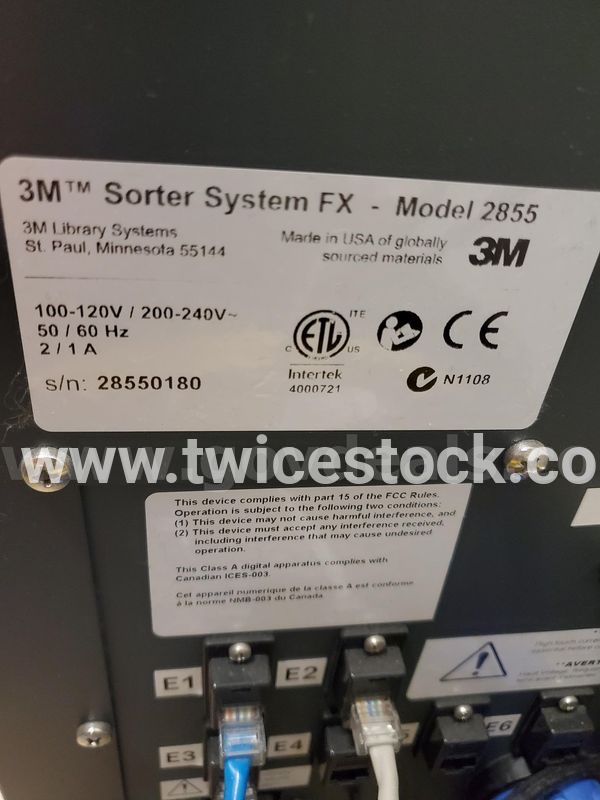 3M™ Sorter System FX - Model 2855
3M Library Systems
St. Paul, Minnesota 55144
Made in USA of globally
sourced materials
3M
100-120V / 200-240V~
50 / 60 Hz
2 / 1 A
ETL
ITE
C
US
Intertek
4000721
CE
N1108
s/n: 28550180
www.twicestock.co
This device complies with part 15 of the FCC Rules.
Operation is subject to the following two conditions:
(1) This device may not cause harmful interference, and
(2) This device must accept any interference received,
including interference that may cause undesired
operation.
This Class A digital apparatus complies with
Canadian ICES-003.
Cet appareil numerique de la classe A est conforme
à la norme NMB-003 du Canada.
E1
E2
E3
E4
E6